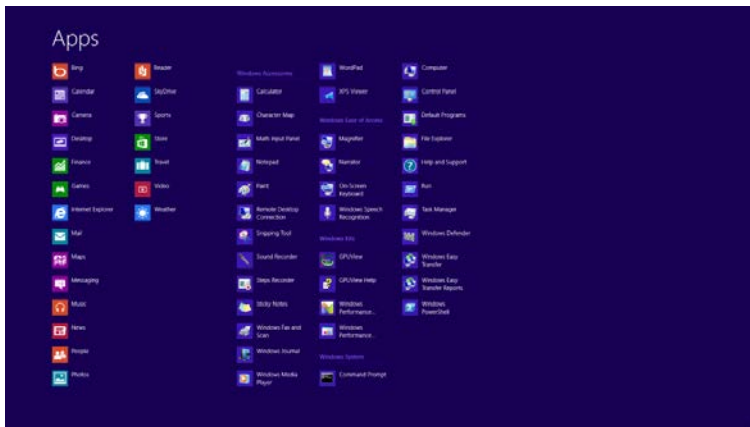 Apps
Bing
Calendar
Camera
Desktop
Finance
Games
Internet Explorer
Mail
Maps
Messaging
Music
News
People
Photos
Reader
SkyDrive
Sports
Store
Travel
Video
Weather
Windows Accessories
Calculator
Character Map
Math Input Panel
Notepad
Paint
Remote Desktop
Connection
Snipping Tool
Sound Recorder
Steps Recorder
Sticky Notes
Windows Fax and
Scan
Windows Journal
Windows Media
Player
WordPad
XPS Viewer
Windows Ease of Access
Magnifier
Narrator
On-Screen
Keyboard
Windows Speech
Recognition
Windows Kits
GPUView
GPUView Help
Windows
Performance...
Windows
Performance...
Windows System
Command Prompt
Computer
Control Panel
Default Programs
File Explorer
Help and Support
Run
Task Manager
Windows Defender
Windows Easy
Transfer
Windows Easy
Transfer Reports
Windows
PowerShell